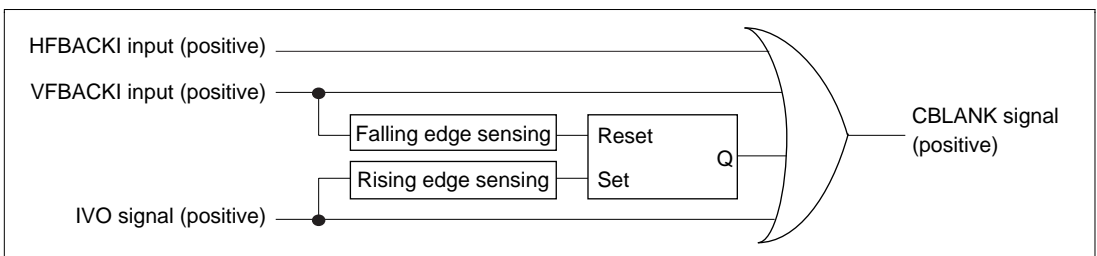 HFBACKI input (positive)
VFBACKI input (positive)
Falling edge sensing
Rising edge sensing
Reset
Q
Set
IVO signal (positive)
CBLANK signal
(positive)